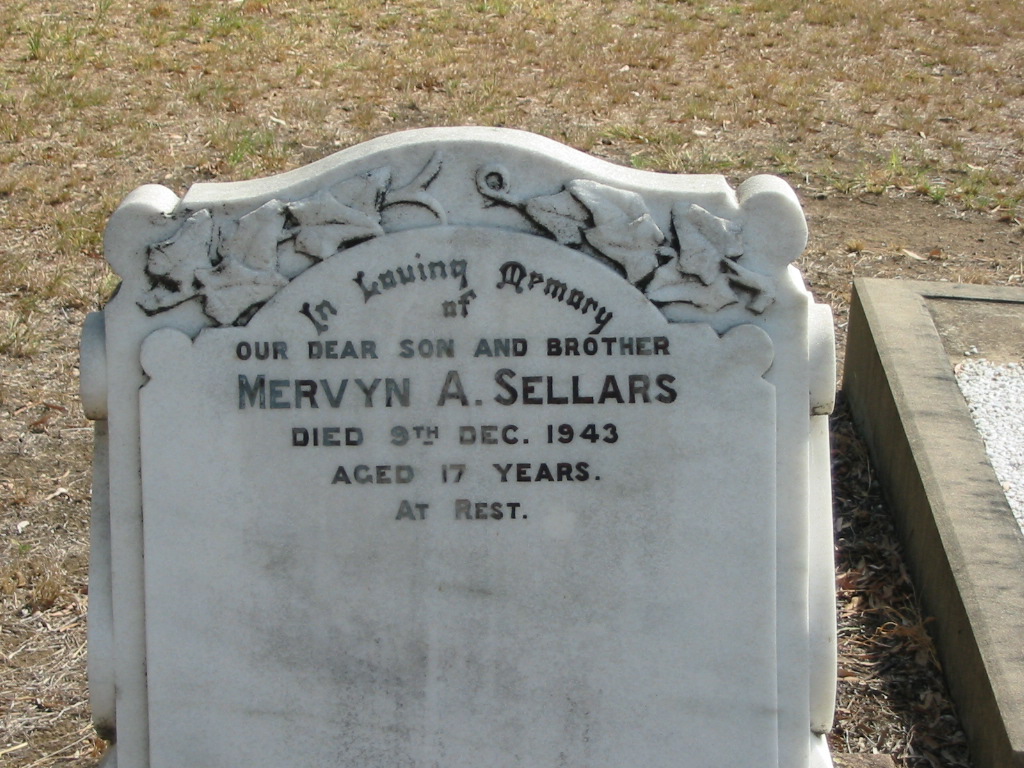 In Loving Memory
of
OUR DEAR SON AND BROTHER
MERVYN A. SELLARS
DIED 9TH DEC. 1943
AGED 17 YEARS.
AT REST.